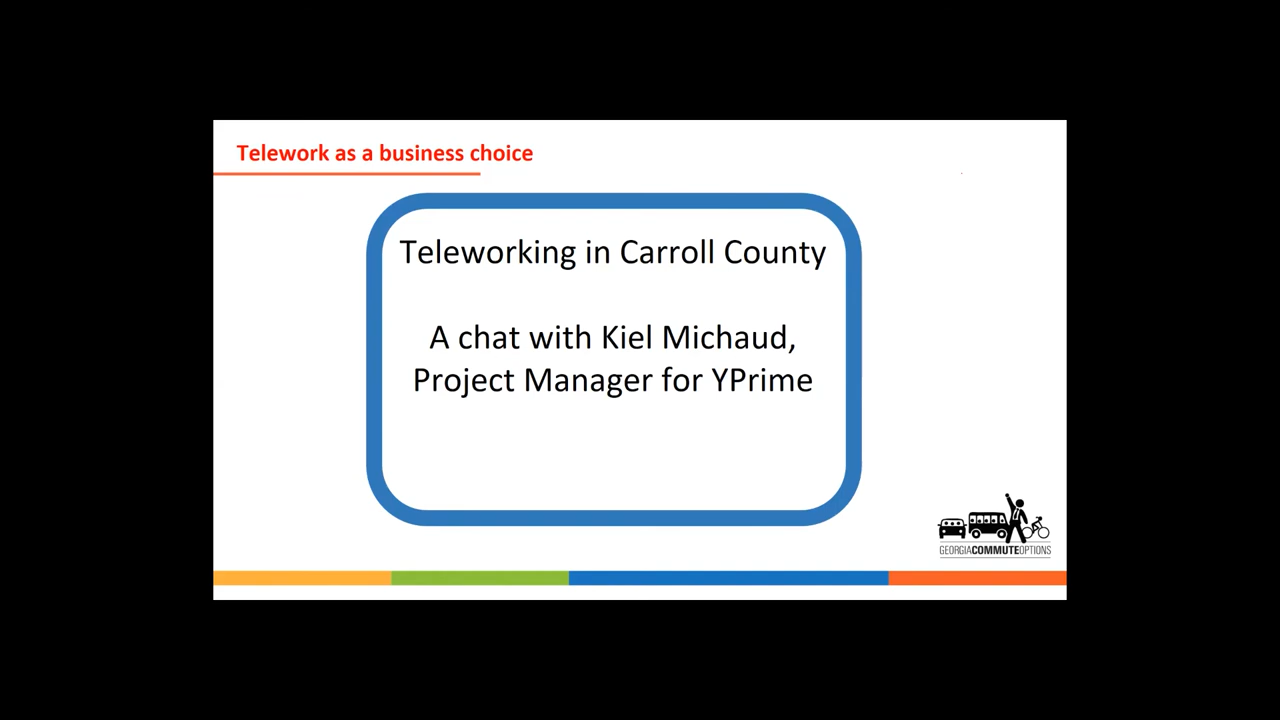 Telework as a business choice
Teleworking in Carroll County
A chat with Kiel Michaud,
Project Manager for YPrime
GEORGIACOMMUTEOPTIONS